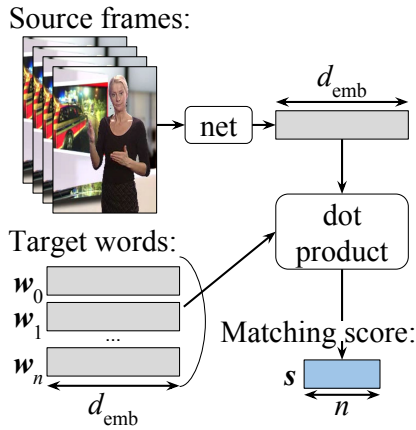 Source frames:
net
d_emb
dot
product
Target words:
w_0
w_1
...
w_n
d_emb
Matching score:
s
n